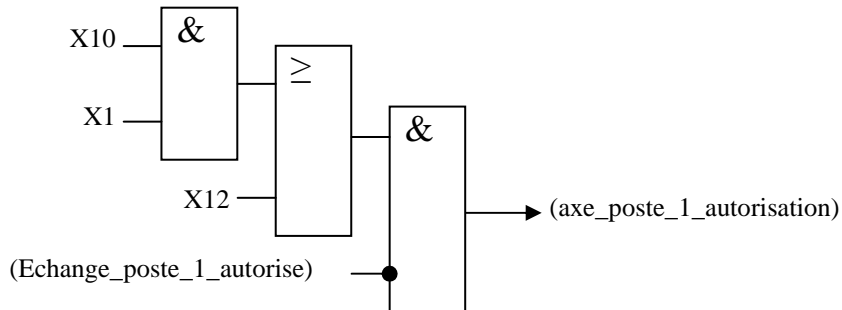 &
X10
≥
X1
&
X12
(axe_poste_1_autorisation)
(Echange_poste_1_autorise)